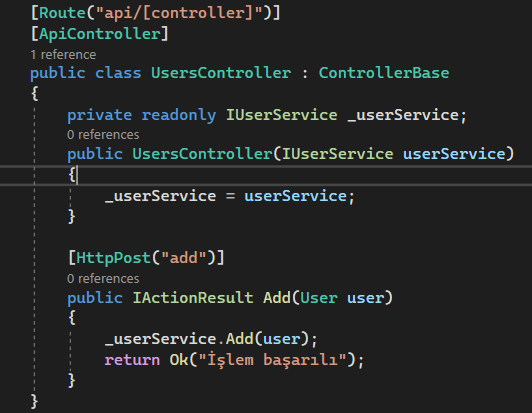 [Route("api/[controller]")]
[ApiController]
1 reference
public class UsersController : ControllerBase
{
private readonly IUserService _userService;
0 references
public UsersController(IUserService userService)
{
_userService = userService;
}
[HttpPost("add")]
0 references
public IActionResult Add(User user)
{
_userService.Add(user);
return Ok("İşlem başarılı");
}
}